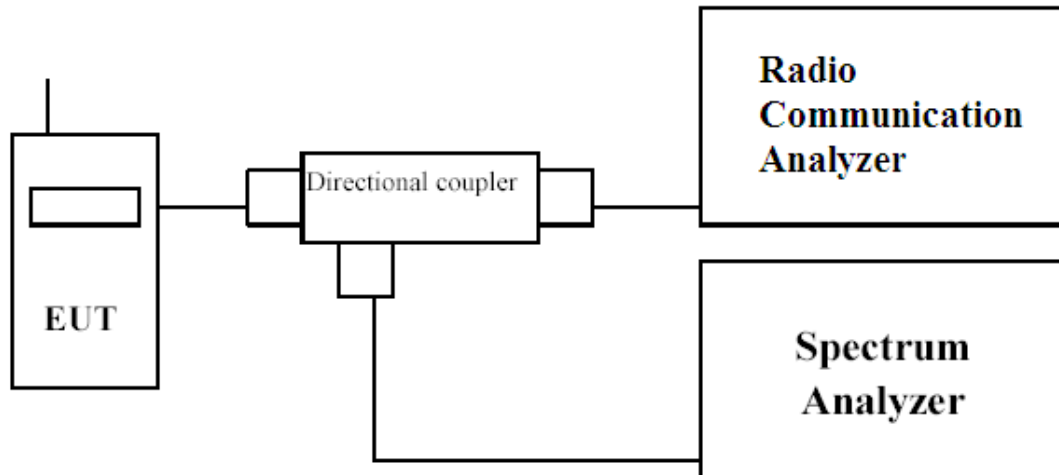 Radio
Communication
Analyzer
Directional coupler
EUT
Spectrum
Analyzer